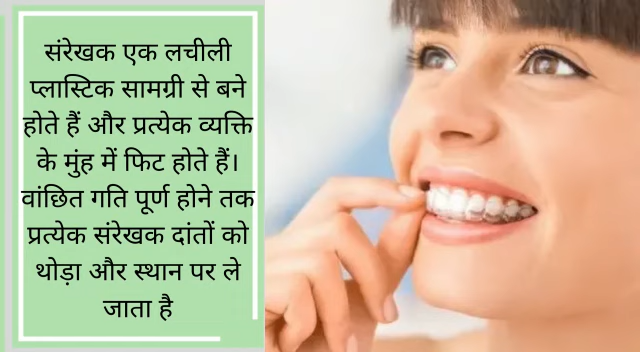 संरेखक एक लचीली
प्लास्टिक सामग्री से बने
होते हैं और प्रत्येक व्यक्ति
के मुंह में फिट होते हैं।
वांछित गति पूर्ण होने तक
प्रत्येक संरेखक दांतों को
थोड़ा और स्थान पर ले
जाता है